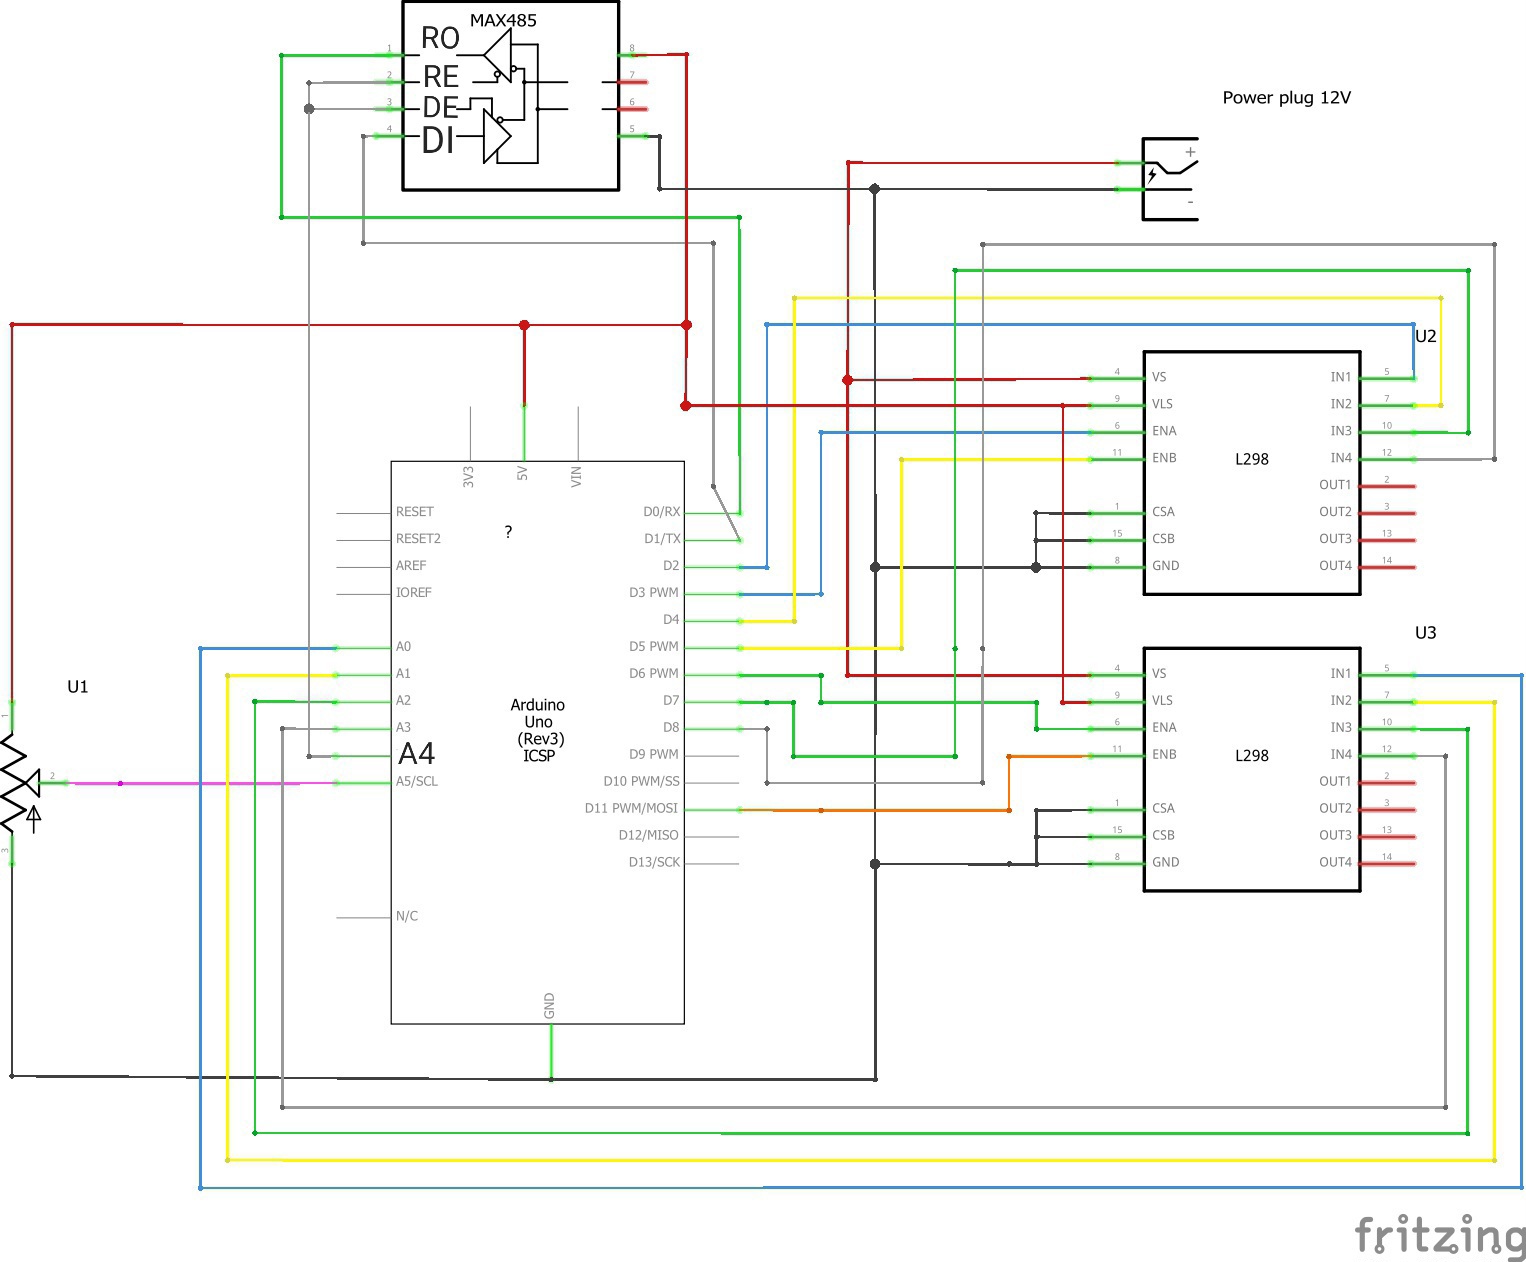 MAX485
1 RO 8
2 RE 7
3 DE 6
4 DI 5
Power plug 12V
+
-
U2
4 VS IN1 5
9 VLS IN2 7
6 ENA IN3 10
11 ENB L298 IN4 12
OUT1 2
1 CSA OUT2 3
15 CSB OUT3 13
8 GND OUT4 14
3V3 5V VIN
?
RESET D0/RX
RESET2 D1/TX
AREF D2
IOREF D3 PWM
D4
A0 D5 PWM
A1 D6 PWM
A2 D7
A3 D8
A4 D9 PWM
A5/SCL D10 PWM/SS
D11 PWM/MOSI
D12/MISO
D13/SCK
N/C
GND
Arduino
Uno
(Rev3)
ICSP
U1
1
2
3
U3
4 VS IN1 5
9 VLS IN2 7
6 ENA IN3 10
11 ENB L298 IN4 12
OUT1 2
1 CSA OUT2 3
15 CSB OUT3 13
8 GND OUT4 14
fritzing